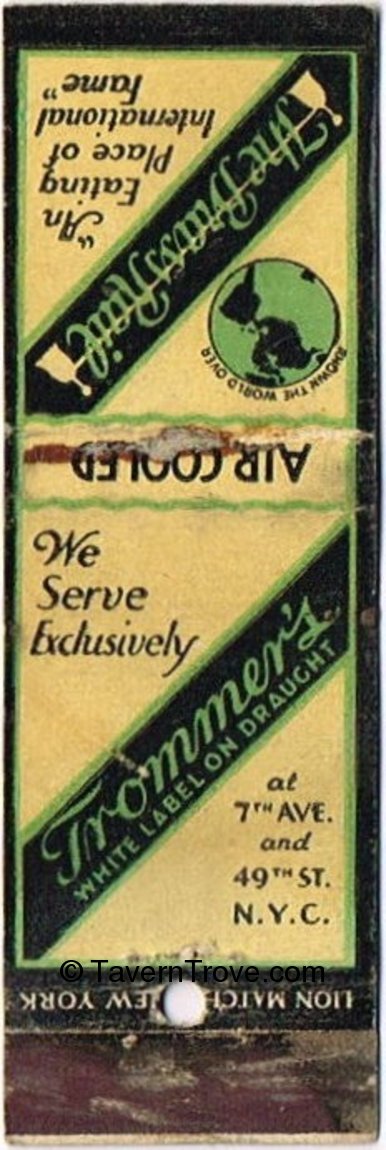 "An
Eating
Place of
International
Fame"
The Brass Rail
KNOWN THE WORLD OVER
AIR COOLED
We
Serve
Exclusively
Trommer's
WHITE LABEL ON DRAUGHT
at
7TH AVE.
and
49TH ST.
N.Y.C.
© TavernTrove.com
LION MATCH NEW YORK